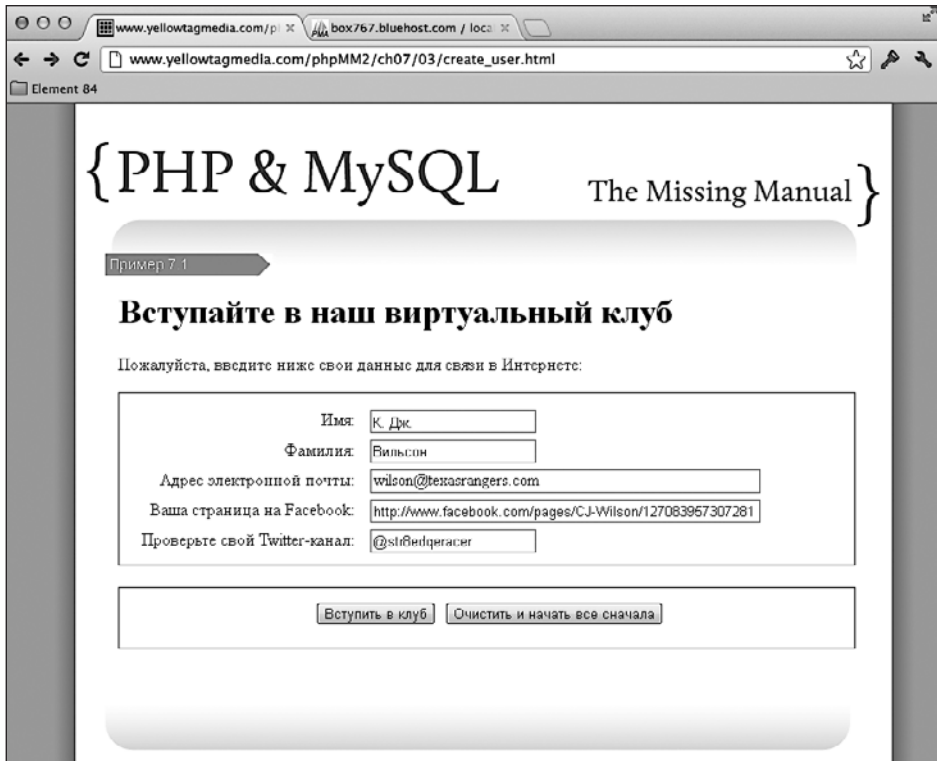 www.yellowtagmedia.com/pl
box767.bluehost.com / loca
www.yellowtagmedia.com/phpMM2/ch07/03/create_user.html
Element 84
{PHP & MySQL
The Missing Manual}
Пример 7.1
Вступайте в наш виртуальный клуб
Пожалуйста, введите ниже свои данные для связи в Интернете:
Имя: К. Дж.
Фамилия: Вильсон
Адрес электронной почты: wilson@texasrangers.com
Ваша страница на Facebook: http://www.facebook.com/pages/CJ-Wilson/127083957307281
Проверьте свой Twitter-канал: @str8edgeracer
Вступить в клуб Очистить и начать все сначала